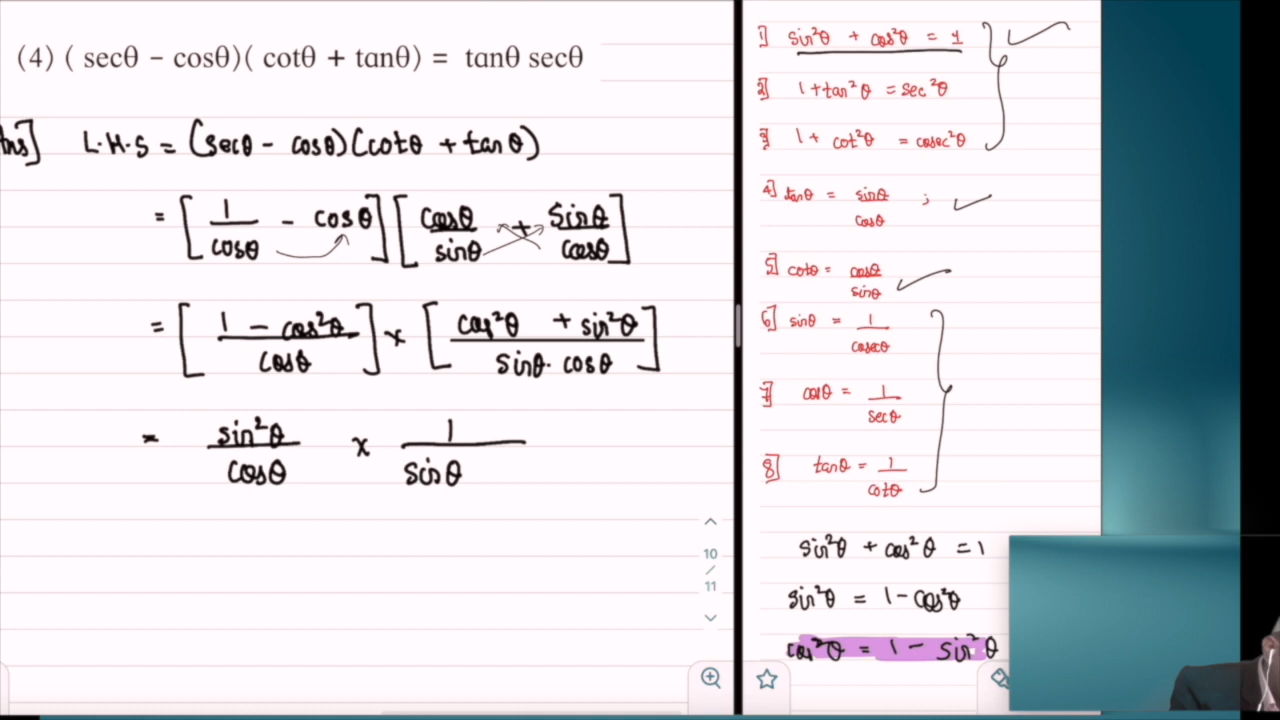 (4) ( secθ − cosθ)( cotθ + tanθ) = tanθ secθ
Ans] L.H.S = (secθ - cosθ)(cotθ + tanθ)
= [ 1/cosθ - cosθ ] [ cosθ/sinθ + sinθ/cosθ ]
= [ 1 - cos²θ/cosθ ] x [ cos²θ + sin²θ/sinθ. cosθ ]
= sin²θ/cosθ x 1/sinθ
10
/
11
1] sin²θ + cos²θ = 1
2] 1 + tan²θ = sec²θ
3] 1 + cot²θ = cosec²θ
4] tanθ = sinθ/cosθ ;
5] cotθ = cosθ/sinθ
6] sinθ = 1/cosecθ
7] cosθ = 1/secθ
8] tanθ = 1/cotθ
sin²θ + cos²θ = 1
sin²θ = 1 - cos²θ
cos²θ = 1 - sin²θ